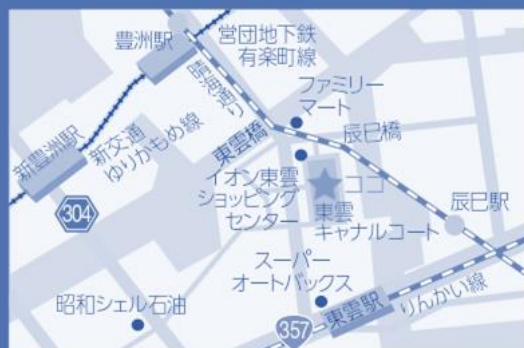 豊洲駅
営団地下鉄
有楽町線
晴海通り
ファミリー
マート
新豊洲駅
新交通
ゆりかもめ線
東雲橋
辰巳橋
イオン東雲
ショッピング
センター
ココ
東雲
キャナルコート
辰巳駅
304
スーパー
オートバックス
昭和シェル石油
357
東雲駅
りんかい線